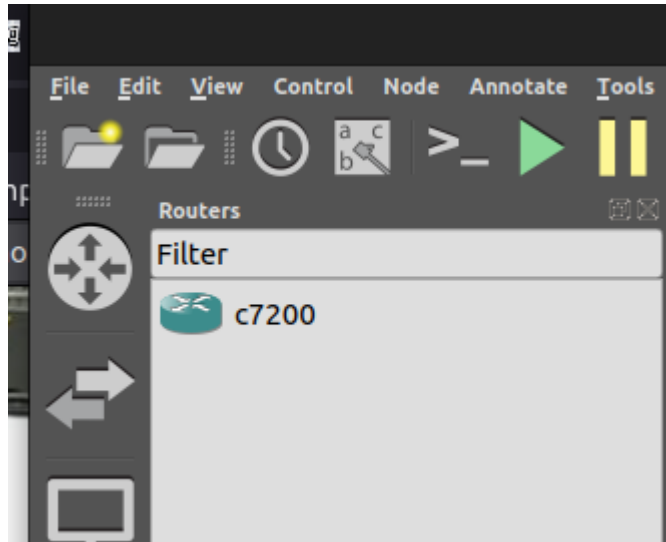 File Edit View Control Node Annotate Tools
a c
b
>_
Routers
Filter
c7200